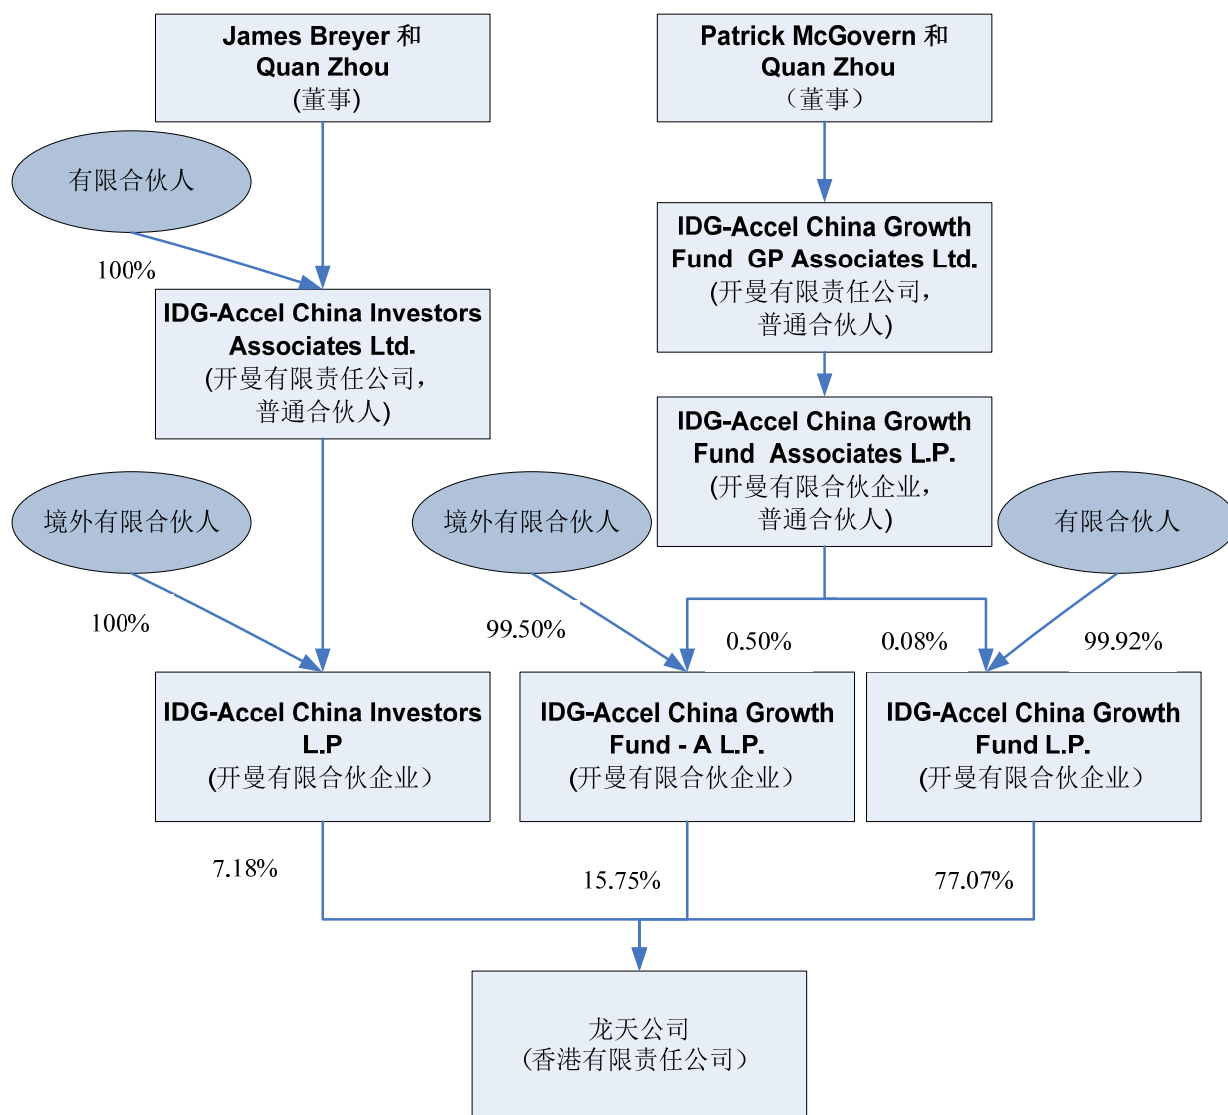 James Breyer 和
Quan Zhou
(董事)
Patrick McGovern 和
Quan Zhou
（董事）
有限合伙人
100%
IDG-Accel China Growth
Fund GP Associates Ltd.
(开曼有限责任公司，
普通合伙人)
IDG-Accel China Investors
Associates Ltd.
(开曼有限责任公司，
普通合伙人)
IDG-Accel China Growth
Fund Associates L.P.
(开曼有限合伙企业，
普通合伙人)
境外有限合伙人
境外有限合伙人
有限合伙人
100%
99.50%
0.50%
0.08%
99.92%
IDG-Accel China Investors
L.P
(开曼有限合伙企业）
IDG-Accel China Growth
Fund - A L.P.
(开曼有限合伙企业）
IDG-Accel China Growth
Fund L.P.
(开曼有限合伙企业）
7.18%
15.75%
77.07%
龙天公司
（香港有限责任公司）